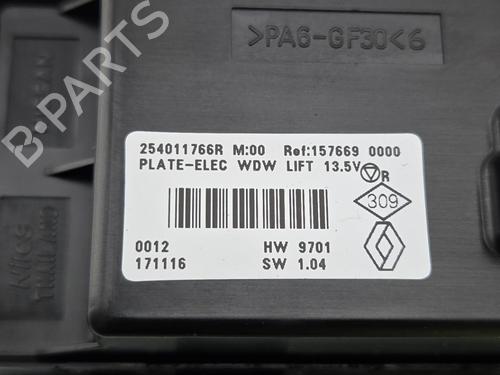 >PA6-GF30<6
254011766R M:00 Ref:157669 0000
PLATE-ELEC WDW LIFT 13.5V R
309
0012 HW 9701
171116 SW 1.04
THAILAND
B-PARTS